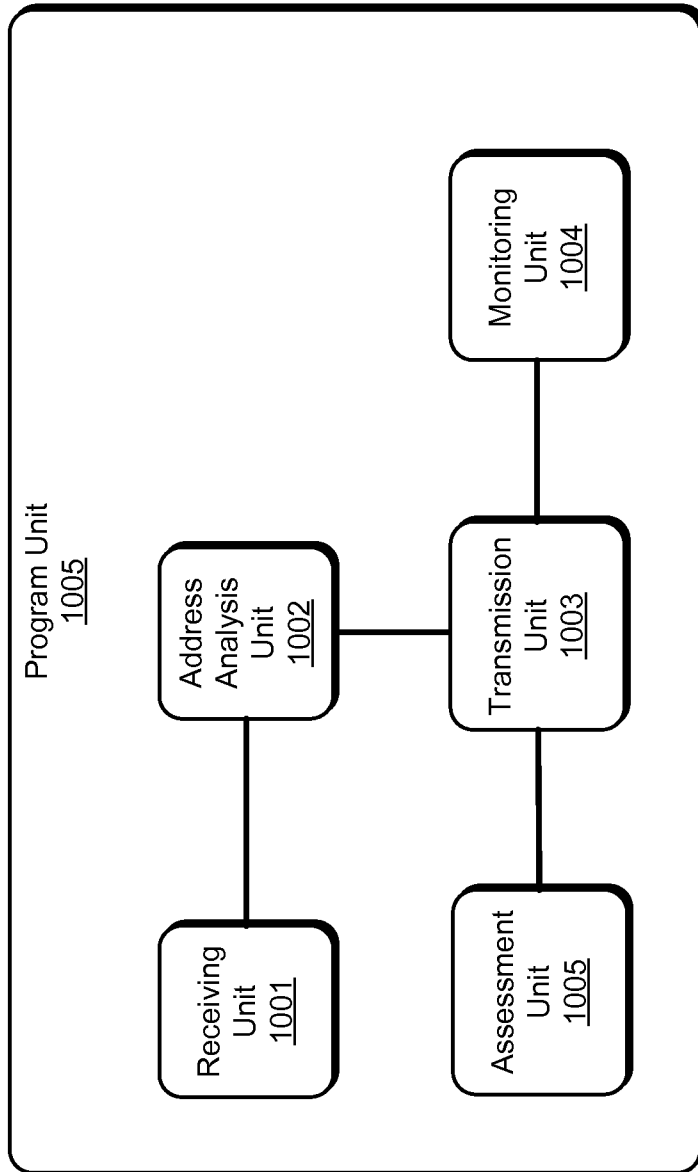 Program Unit
1005
Receiving
Unit
1001
Address
Analysis
Unit
1002
Assessment
Unit
1005
Transmission
Unit
1003
Monitoring
Unit
1004